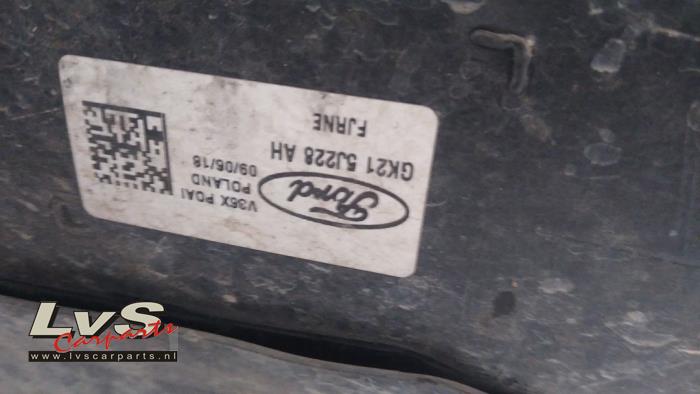 Ford
V36X POAI
POLAND
09/06/18
GK21 5J228 AH
FJRNE
LvS
Carparts
www.lvscarparts.nl